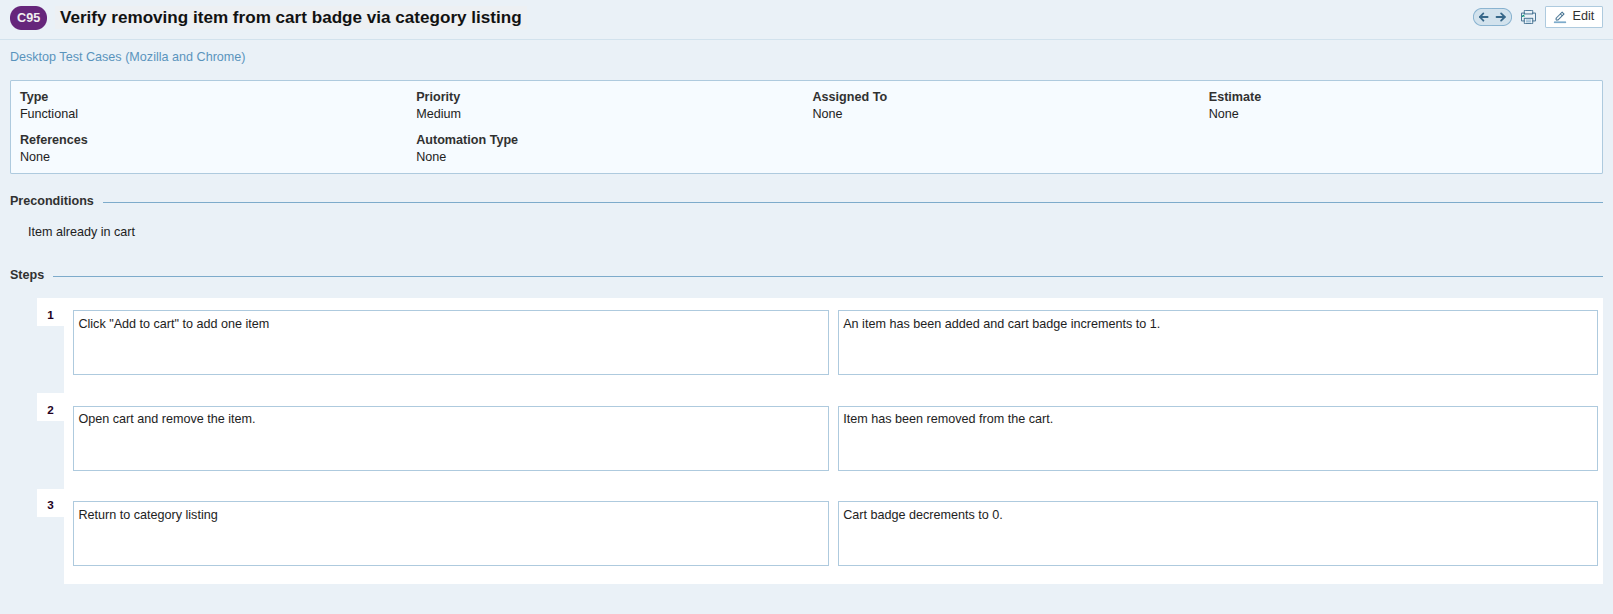 C95 Verify removing item from cart badge via category listing Edit
Desktop Test Cases (Mozilla and Chrome)
Type Priority Assigned To Estimate
Functional Medium None None
References Automation Type
None None
Preconditions
Item already in cart
Steps
1 Click "Add to cart" to add one item An item has been added and cart badge increments to 1.
2 Open cart and remove the item. Item has been removed from the cart.
3 Return to category listing Cart badge decrements to 0.